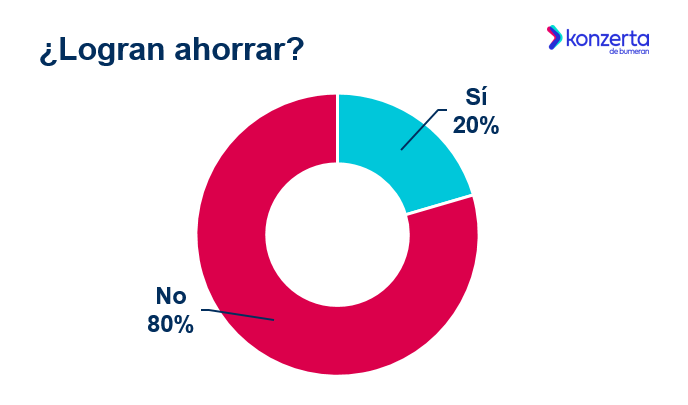 ¿Logran ahorrar?
konzerta
de bumeran
Sí
20%
No
80%